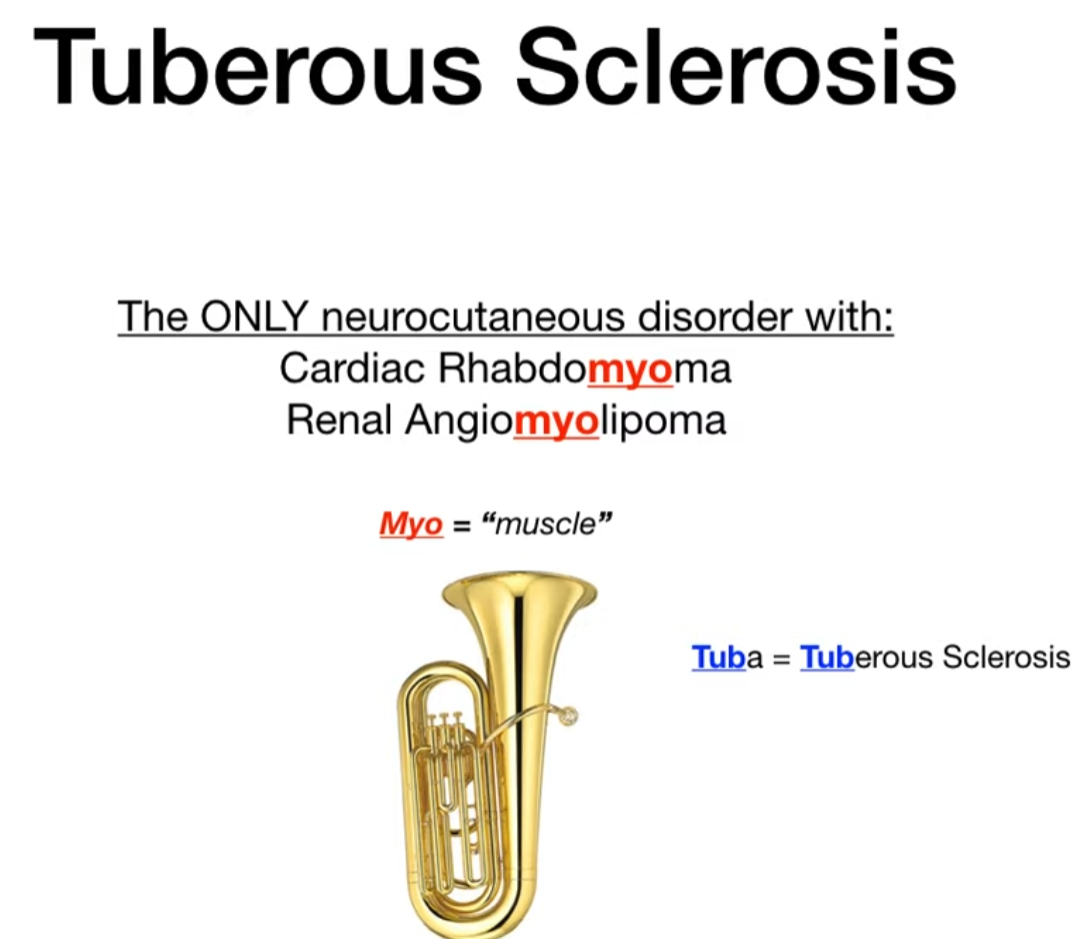 Tuberous Sclerosis
The ONLY neurocutaneous disorder with:
Cardiac Rhabdomyoma
Renal Angiomyolipoma
Myo = “muscle”
Tuba = Tuberous Sclerosis